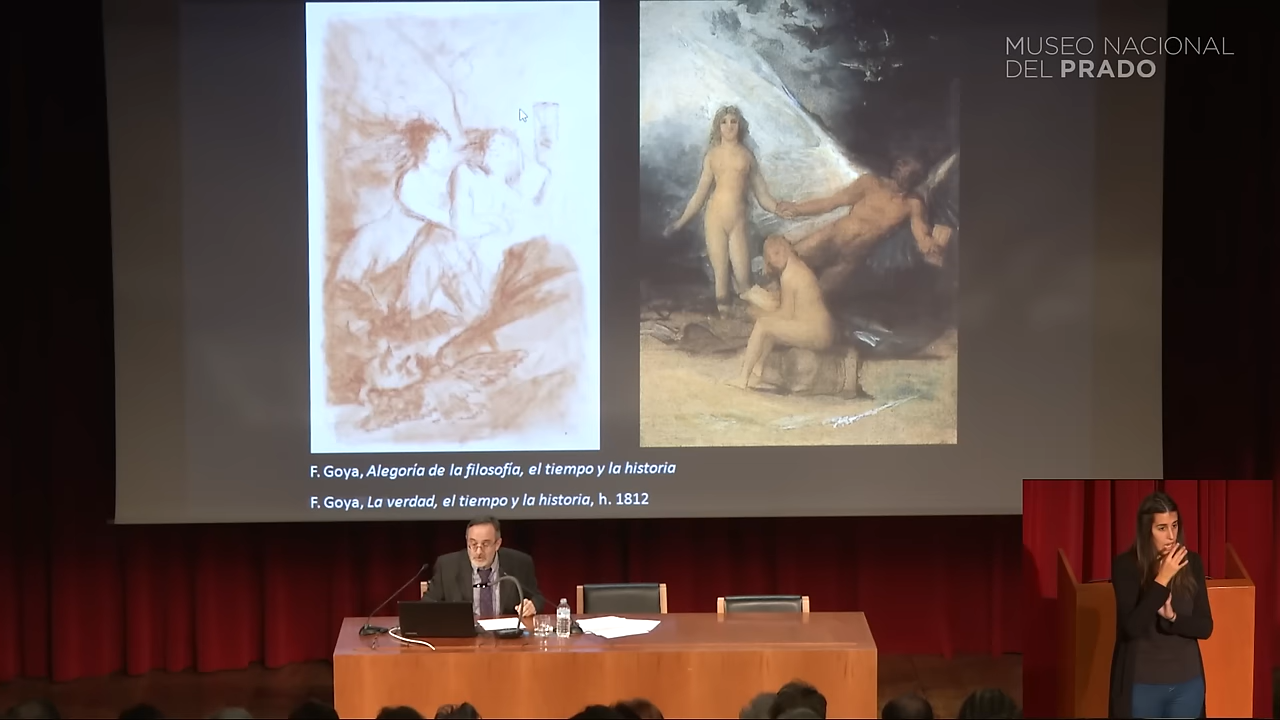 MUSEO NACIONAL
DEL PRADO
F. Goya, Alegoría de la filosofía, el tiempo y la historia
F. Goya, La verdad, el tiempo y la historia, h. 1812